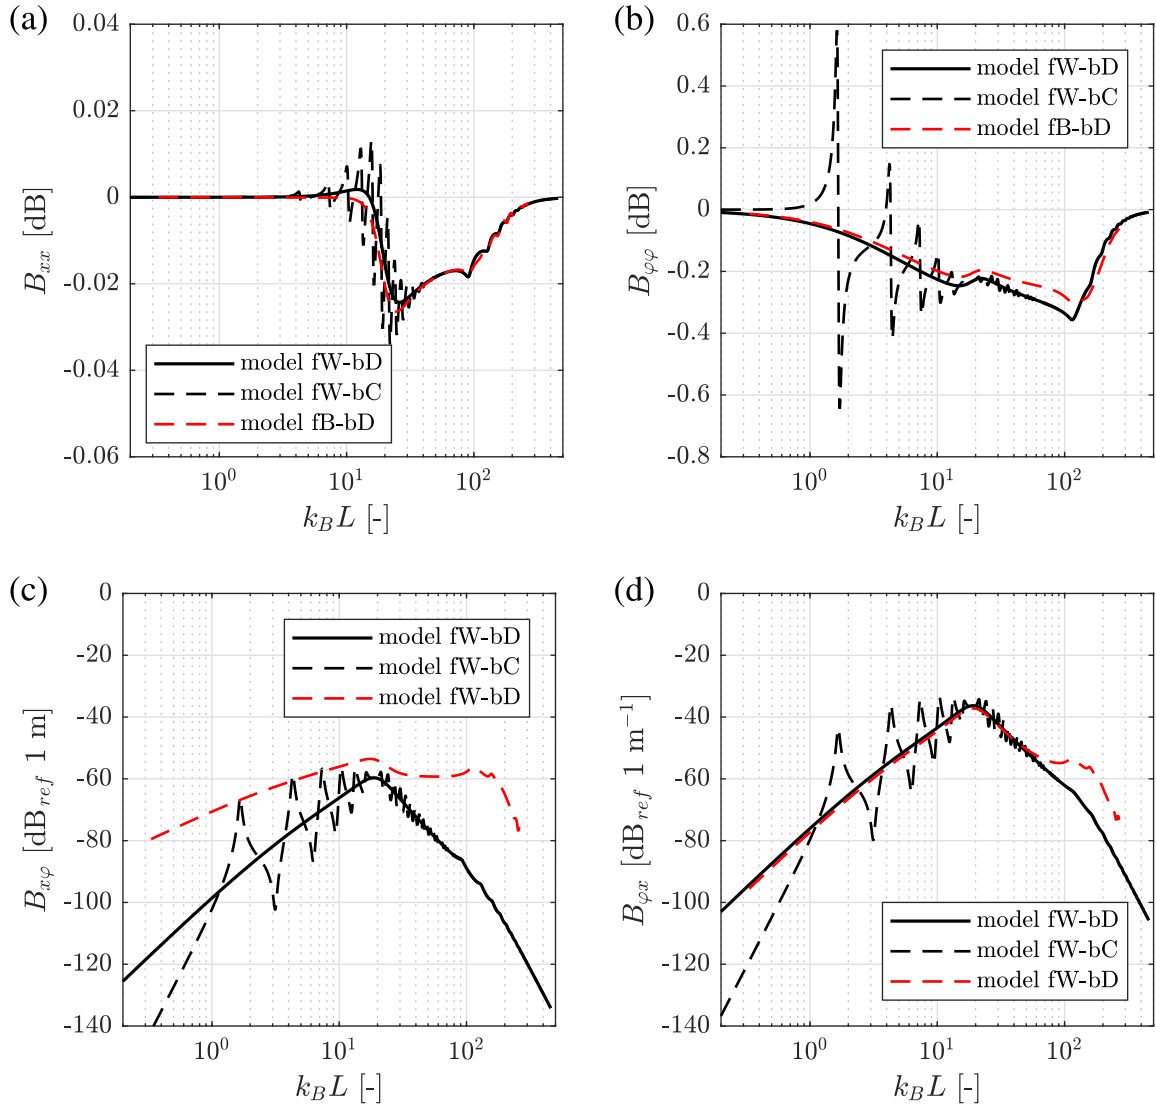 (a)
0.04
0.02
0
-0.02
-0.04
-0.06
B_{xx} [dB]
10^0
10^1
10^2
k_B L [-]
model fW-bD
model fW-bC
model fB-bD
(b)
0.6
0.4
0.2
0
-0.2
-0.4
-0.6
-0.8
B_{φφ} [dB]
10^0
10^1
10^2
k_B L [-]
model fW-bD
model fW-bC
model fB-bD
(c)
0
-20
-40
-60
-80
-100
-120
-140
B_{xφ} [dB_{ref} 1 m]
10^0
10^1
10^2
k_B L [-]
model fW-bD
model fW-bC
model fW-bD
(d)
0
-20
-40
-60
-80
-100
-120
-140
B_{φx} [dB_{ref} 1 m^{-1}]
10^0
10^1
10^2
k_B L [-]
model fW-bD
model fW-bC
model fW-bD